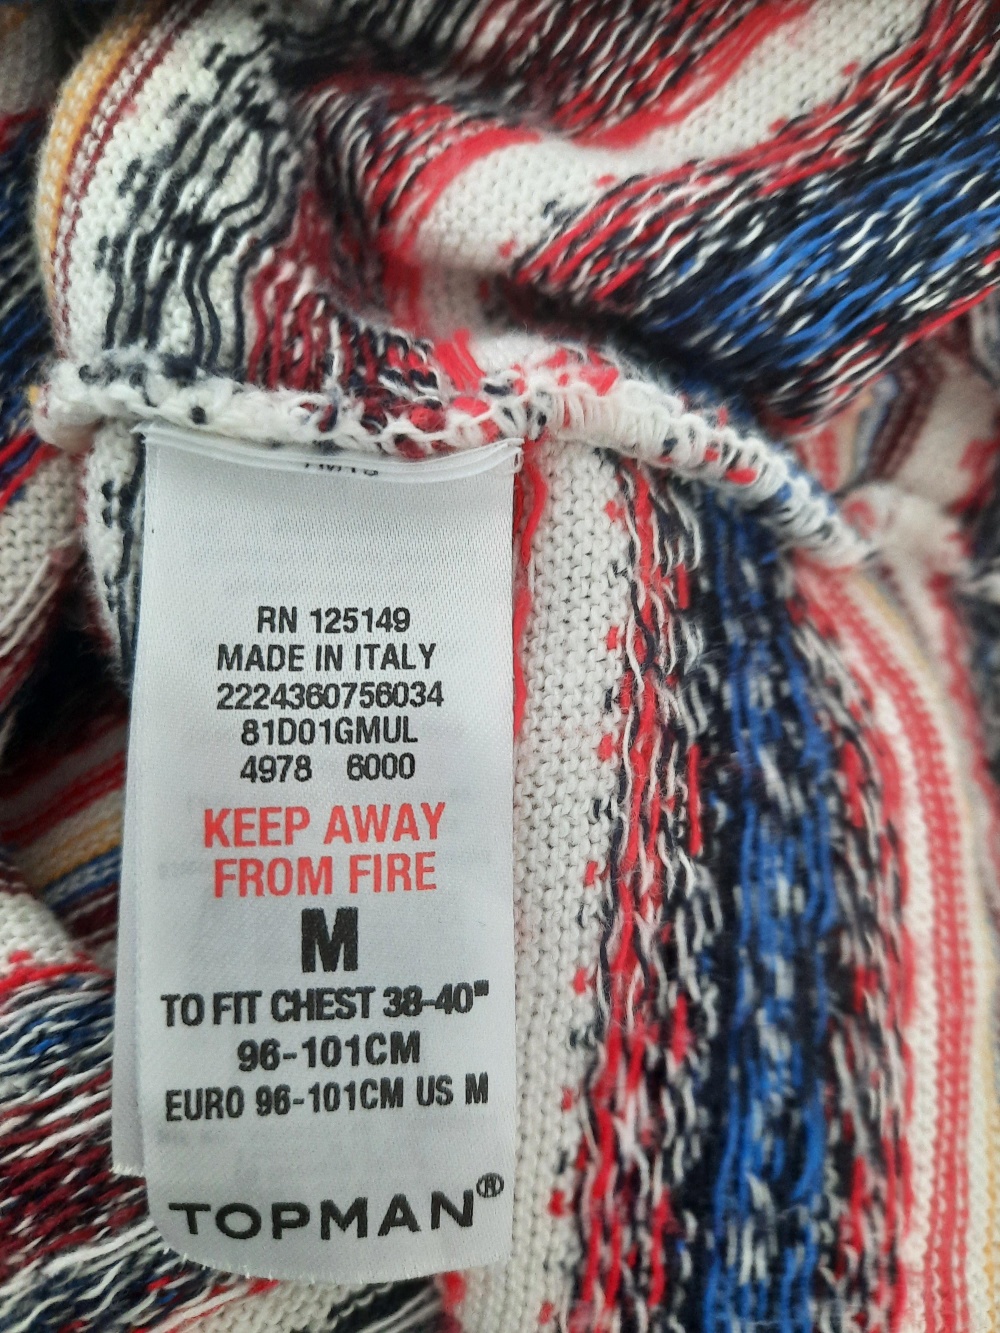 RN 125149
MADE IN ITALY
2224360756034
81D01GMUL
4978 6000
KEEP AWAY
FROM FIRE
M
TO FIT CHEST 38-40"
96-101CM
EURO 96-101CM US M
TOPMAN®